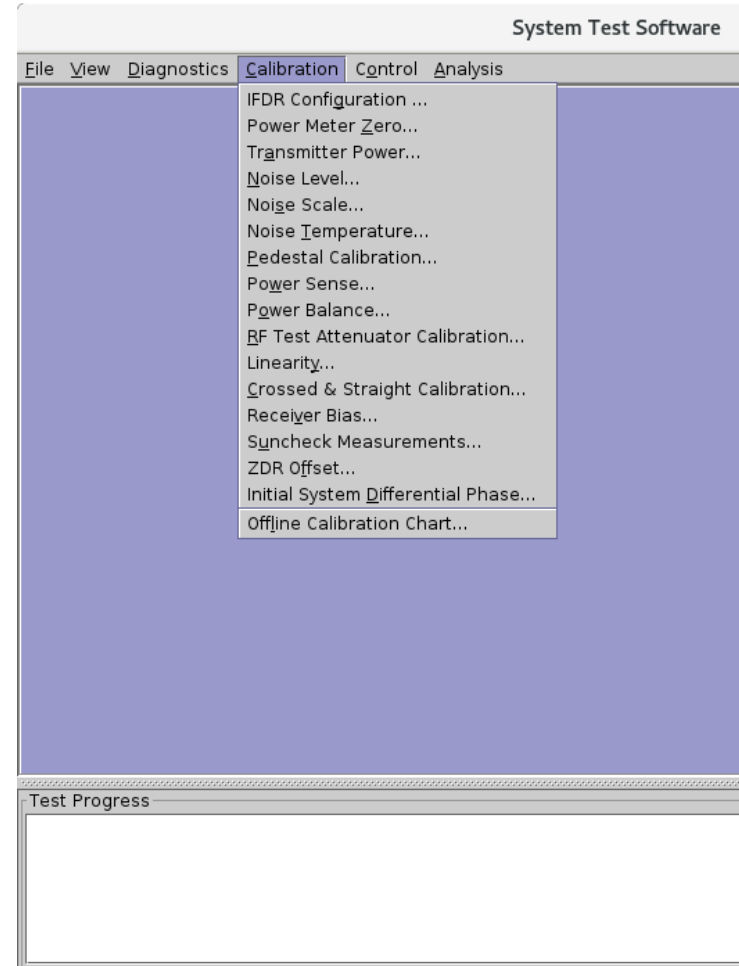 System Test Software
File View Diagnostics Calibration Control Analysis
IFDR Configuration ...
Power Meter Zero...
Transmitter Power...
Noise Level...
Noise Scale...
Noise Temperature...
Pedestal Calibration...
Power Sense...
Power Balance...
RF Test Attenuator Calibration...
Linearity...
Crossed & Straight Calibration...
Receiver Bias...
Suncheck Measurements...
ZDR Offset...
Initial System Differential Phase...
Offline Calibration Chart...
Test Progress